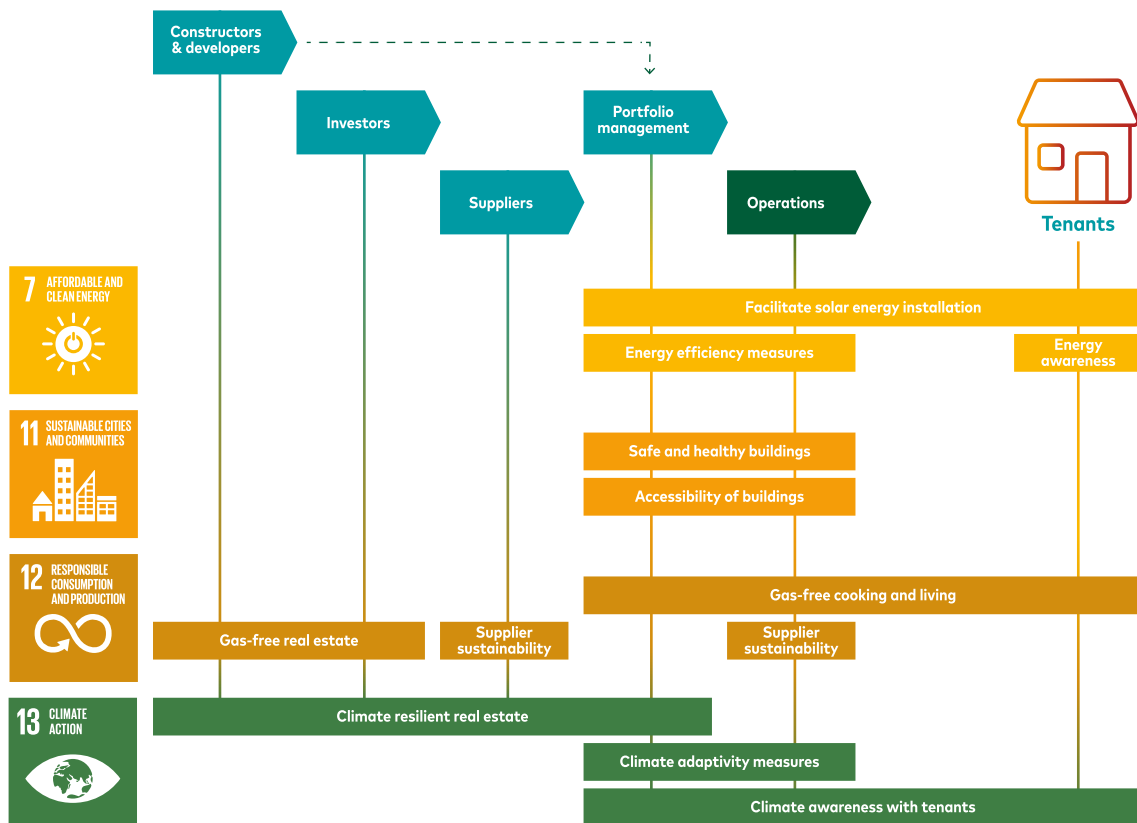 Constructors
& developers
Investors
Portfolio
management
Suppliers
Operations
Tenants
7 AFFORDABLE AND
CLEAN ENERGY
Facilitate solar energy installation
Energy efficiency measures
Energy
awareness
11 SUSTAINABLE CITIES
AND COMMUNITIES
Safe and healthy buildings
Accessibility of buildings
12 RESPONSIBLE
CONSUMPTION
AND PRODUCTION
Gas-free cooking and living
Gas-free real estate
Supplier
sustainability
Supplier
sustainability
13 CLIMATE
ACTION
Climate resilient real estate
Climate adaptivity measures
Climate awareness with tenants